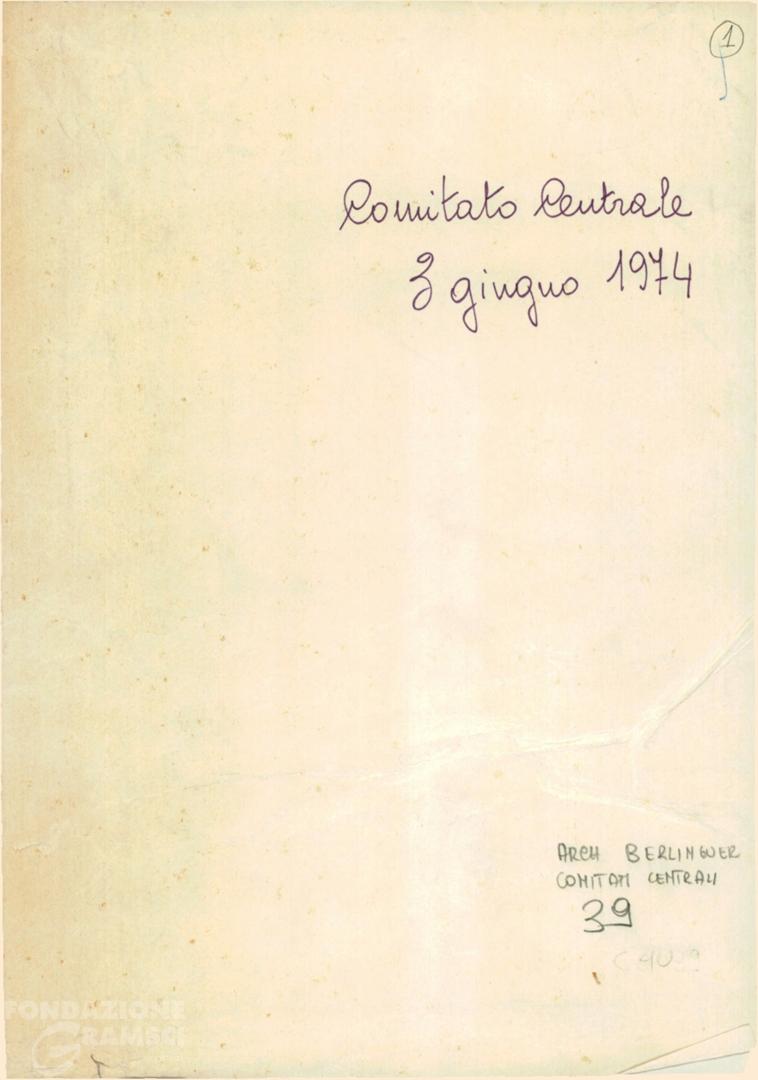 1
Comitato Centrale
3 giugno 1974
ARCH BERLINGUER
COMITATI CENTRALI
39
FONDAZIONE
GRAMSCI